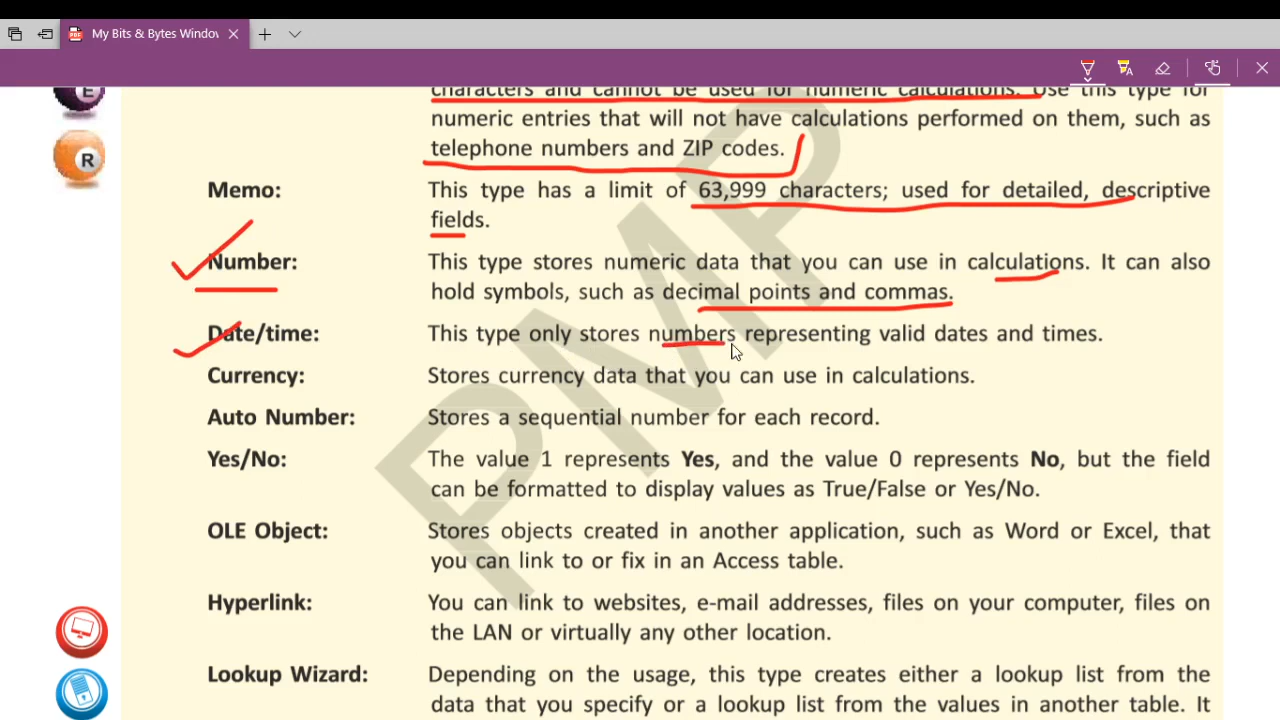 My Bits & Bytes Window
characters and cannot be used for numeric calculations. Use this type for
numeric entries that will not have calculations performed on them, such as
telephone numbers and ZIP codes.
Memo: This type has a limit of 63,999 characters; used for detailed, descriptive
fields.
Number: This type stores numeric data that you can use in calculations. It can also
hold symbols, such as decimal points and commas.
Date/time: This type only stores numbers representing valid dates and times.
Currency: Stores currency data that you can use in calculations.
Auto Number: Stores a sequential number for each record.
Yes/No: The value 1 represents Yes, and the value 0 represents No, but the field
can be formatted to display values as True/False or Yes/No.
OLE Object: Stores objects created in another application, such as Word or Excel, that
you can link to or fix in an Access table.
Hyperlink: You can link to websites, e-mail addresses, files on your computer, files on
the LAN or virtually any other location.
Lookup Wizard: Depending on the usage, this type creates either a lookup list from the
data that you specify or a lookup list from the values in another table. It
E
R
PMP